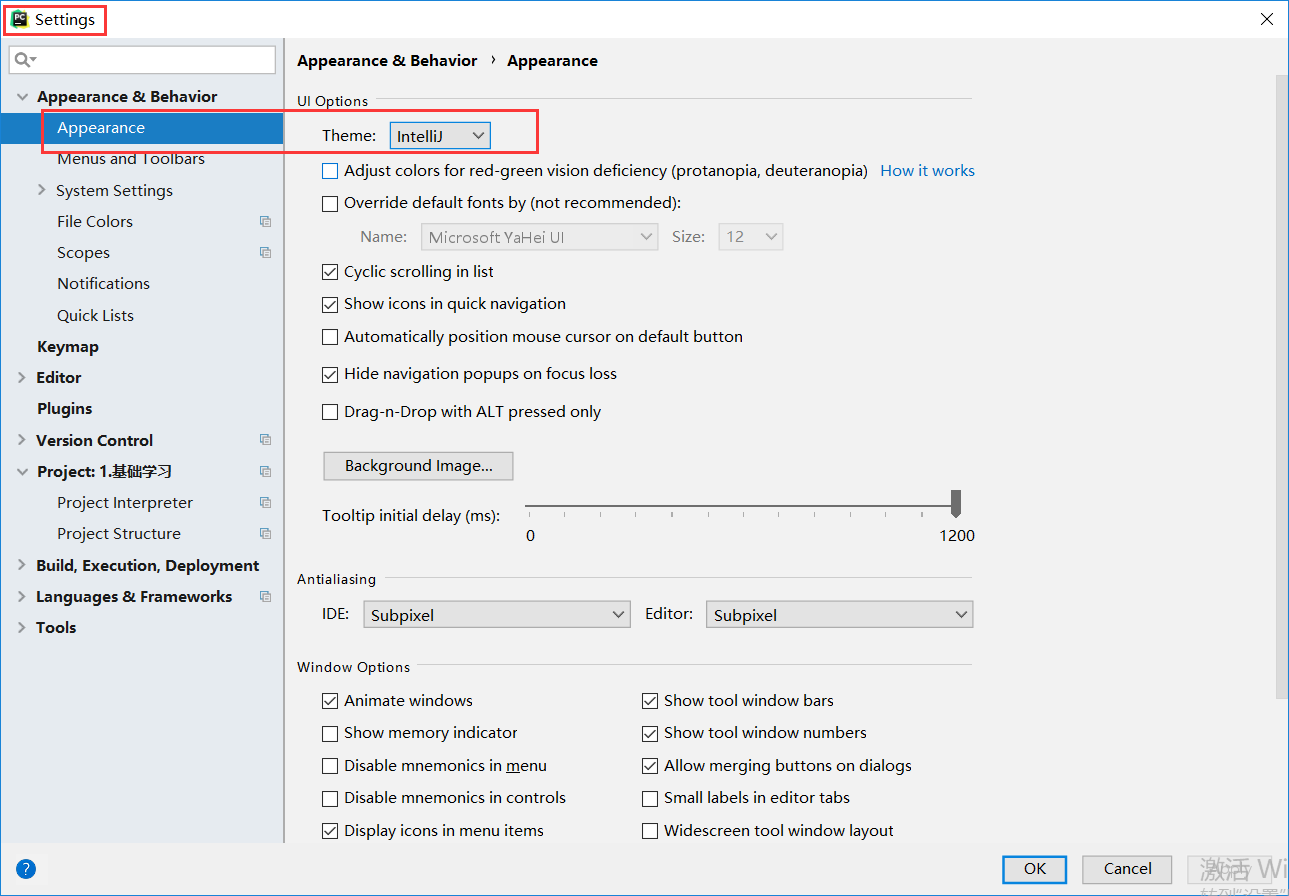 PC Settings
Appearance & Behavior
Appearance
Menus and Toolbars
System Settings
File Colors
Scopes
Notifications
Quick Lists
Keymap
Editor
Plugins
Version Control
Project: 1.基础学习
Project Interpreter
Project Structure
Build, Execution, Deployment
Languages & Frameworks
Tools
Appearance & Behavior › Appearance
UI Options
Theme: IntelliJ
Adjust colors for red-green vision deficiency (protanopia, deuteranopia) How it works
Override default fonts by (not recommended):
Name: Microsoft YaHei UI Size: 12
Cyclic scrolling in list
Show icons in quick navigation
Automatically position mouse cursor on default button
Hide navigation popups on focus loss
Drag-n-Drop with ALT pressed only
Background Image...
Tooltip initial delay (ms):
0 1200
Antialiasing
IDE: Subpixel Editor: Subpixel
Window Options
Animate windows Show tool window bars
Show memory indicator Show tool window numbers
Disable mnemonics in menu Allow merging buttons on dialogs
Disable mnemonics in controls Small labels in editor tabs
Display icons in menu items Widescreen tool window layout
? OK Cancel
激活 Wi